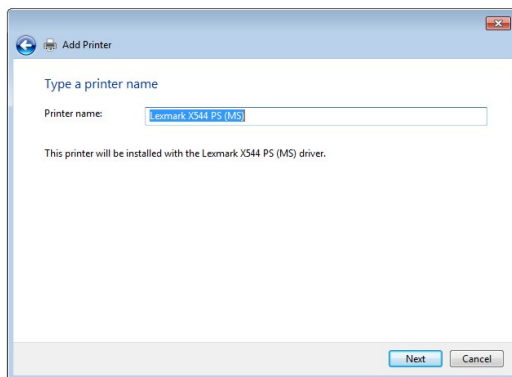 Add Printer
Type a printer name
Printer name: Lexmark X544 PS (MS)
This printer will be installed with the Lexmark X544 PS (MS) driver.
Next Cancel